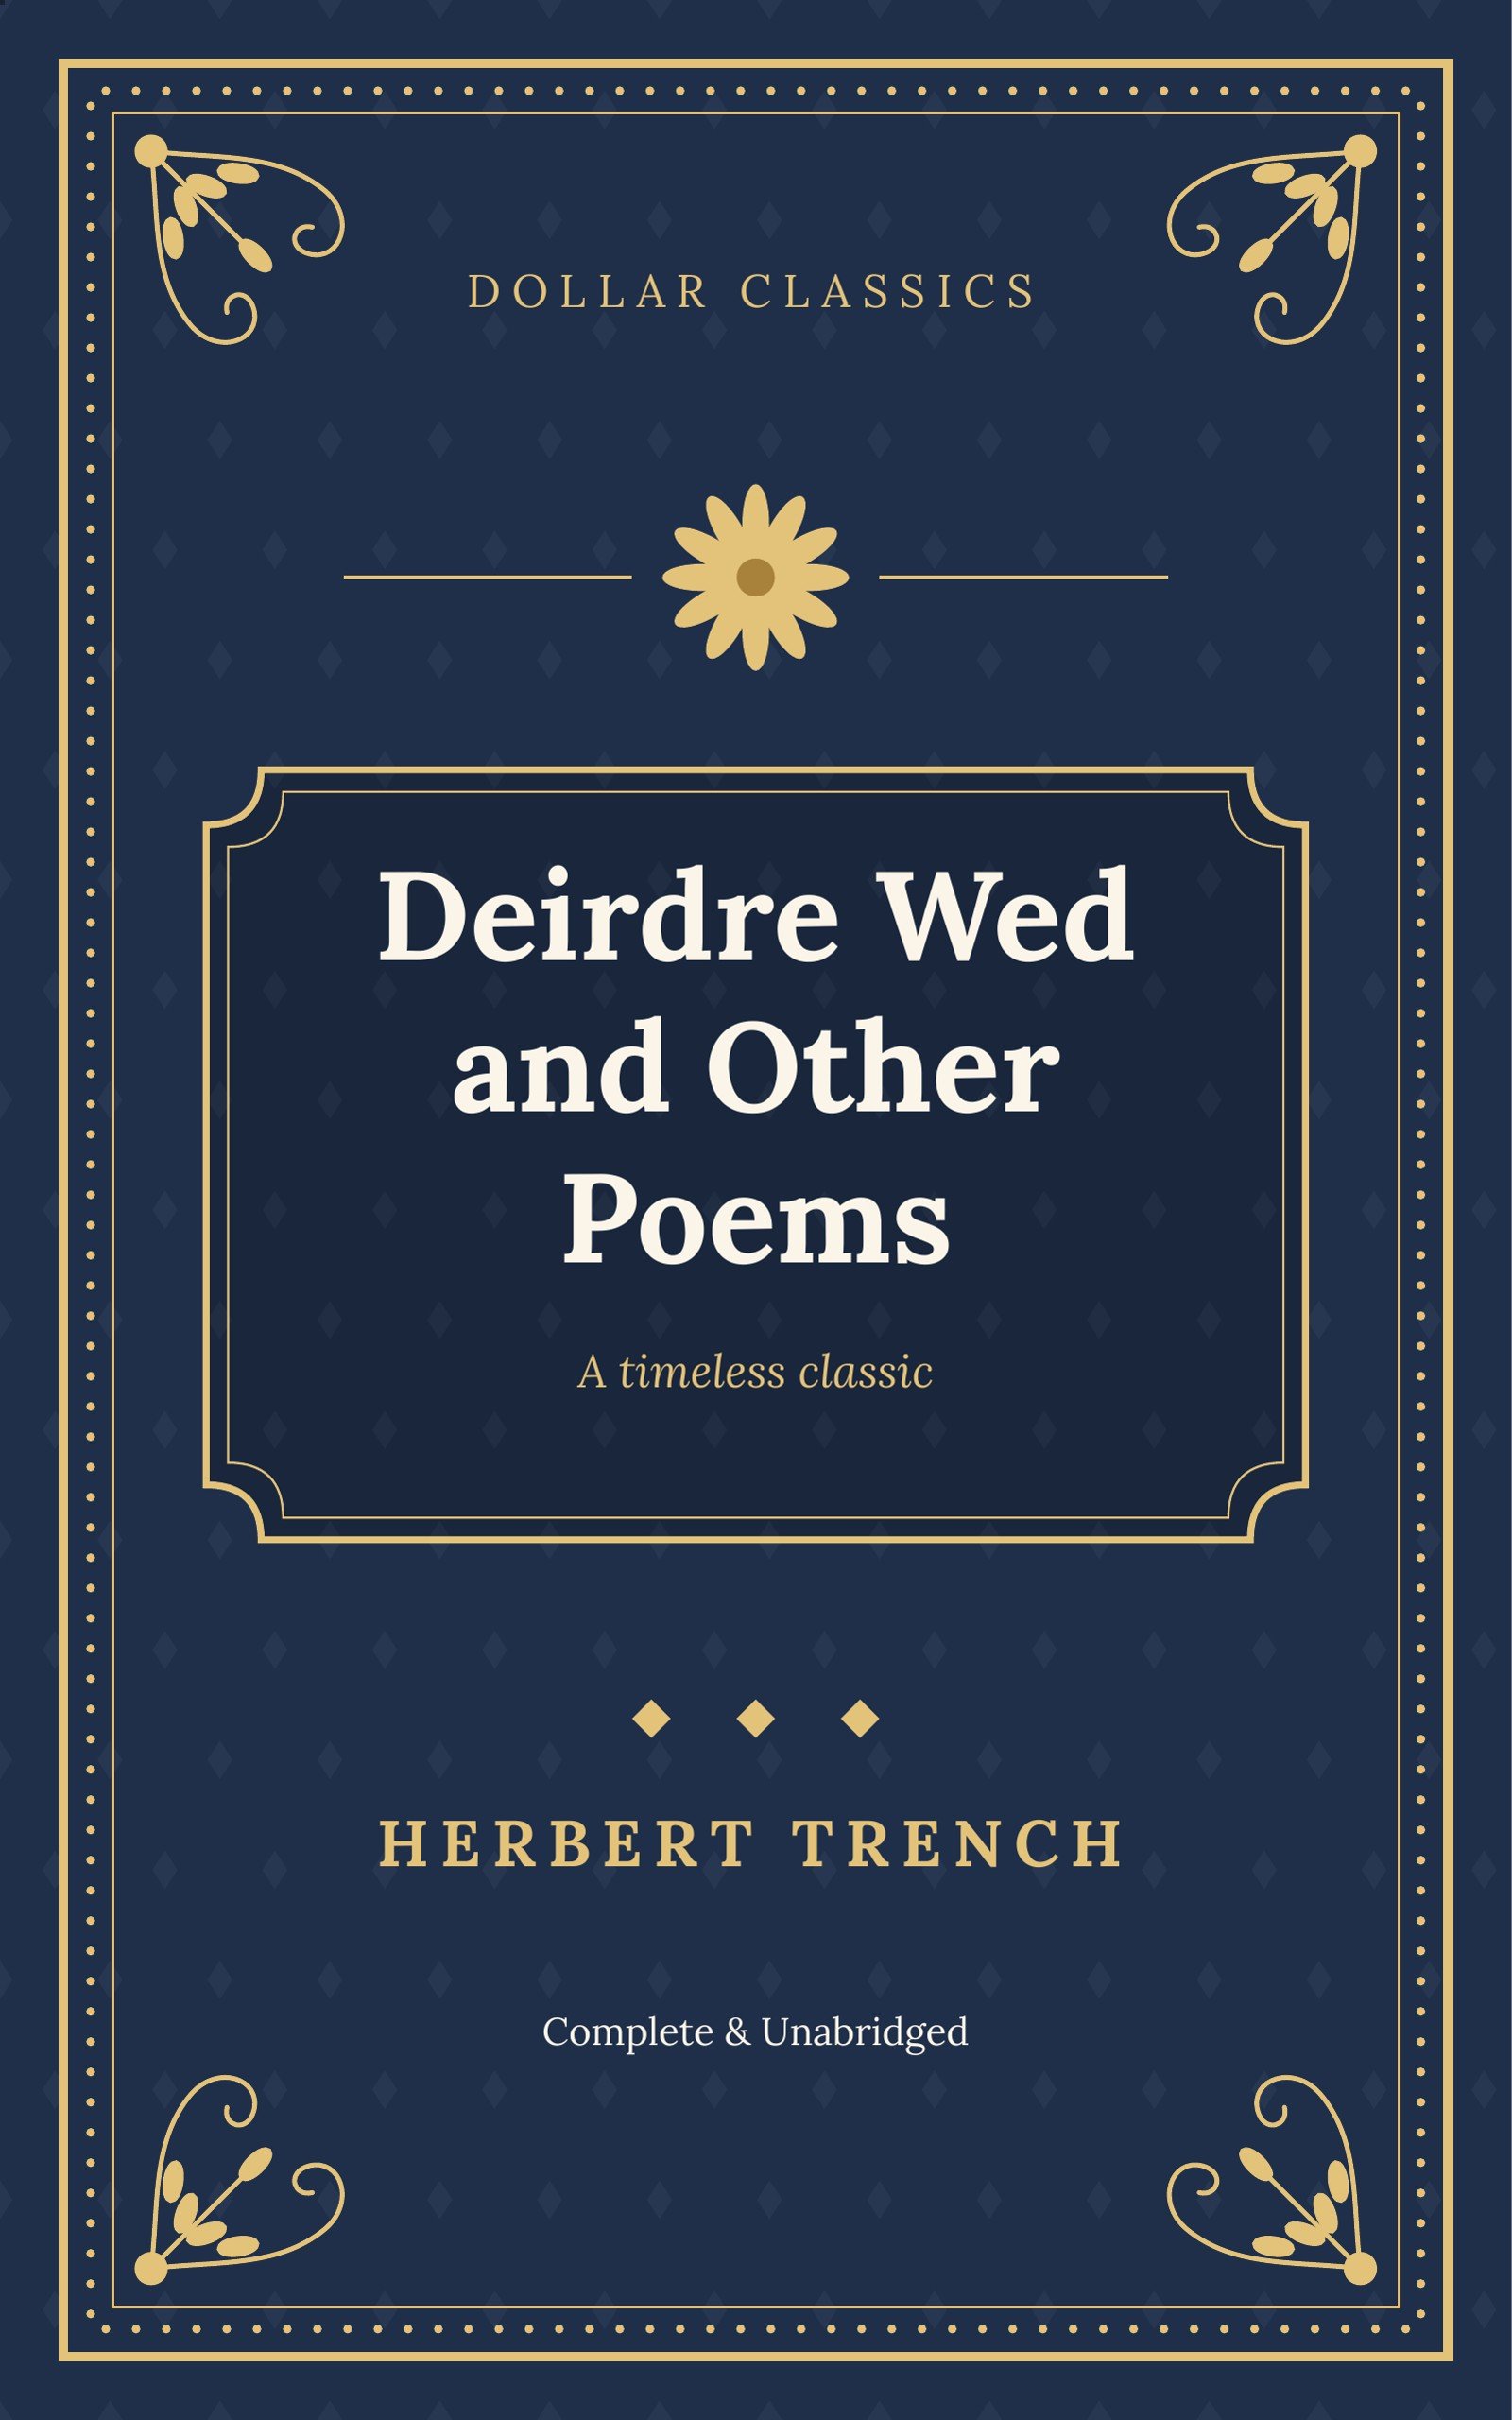 DOLLAR CLASSICS
Deirdre Wed
and Other
Poems
A timeless classic
HERBERT TRENCH
Complete & Unabridged